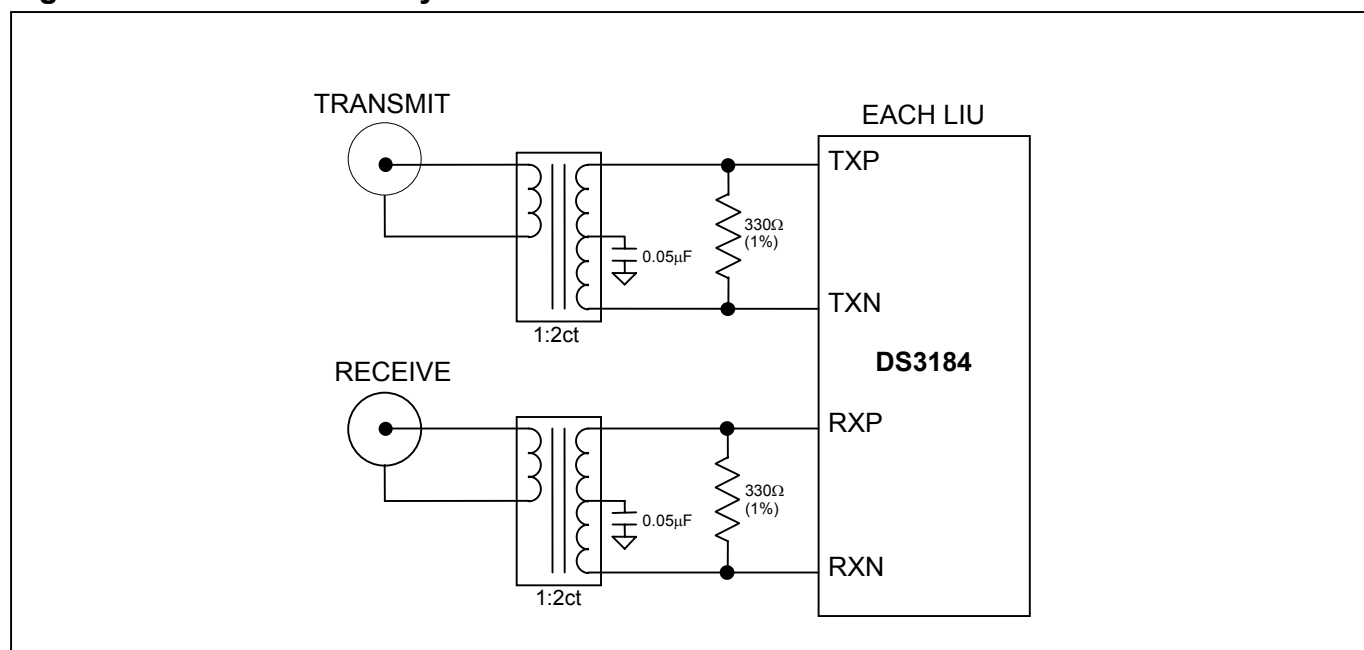 TRANSMIT
EACH LIU
TXP
330Ω
(1%)
0.05μF
TXN
1:2ct
DS3184
RECEIVE
RXP
330Ω
(1%)
0.05μF
RXN
1:2ct